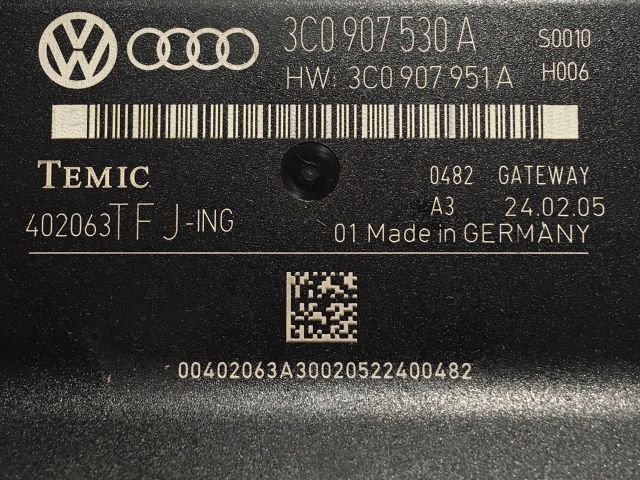 3C0 907 530 A S0010
HW: 3C0 907 951 A H006
TEMIC 0482 GATEWAY
A3 24.02.05
402063TFJ-ING 01 Made in GERMANY
00402063A30020522400482